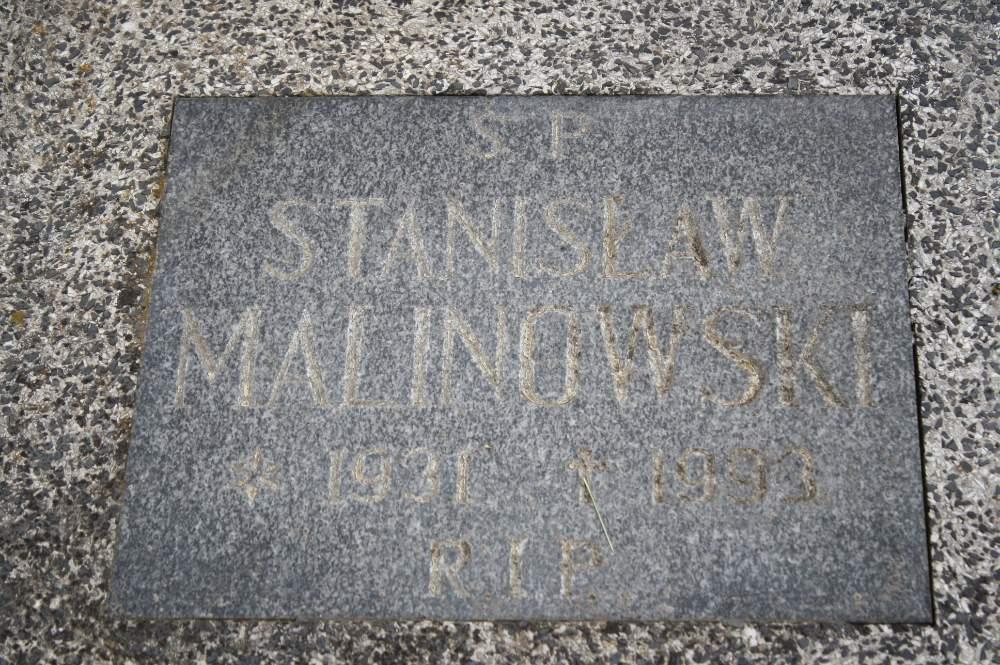 S P
STANISŁAW
MALINOWSKI
☆ 1931 ✝ 1993
R.I.P.